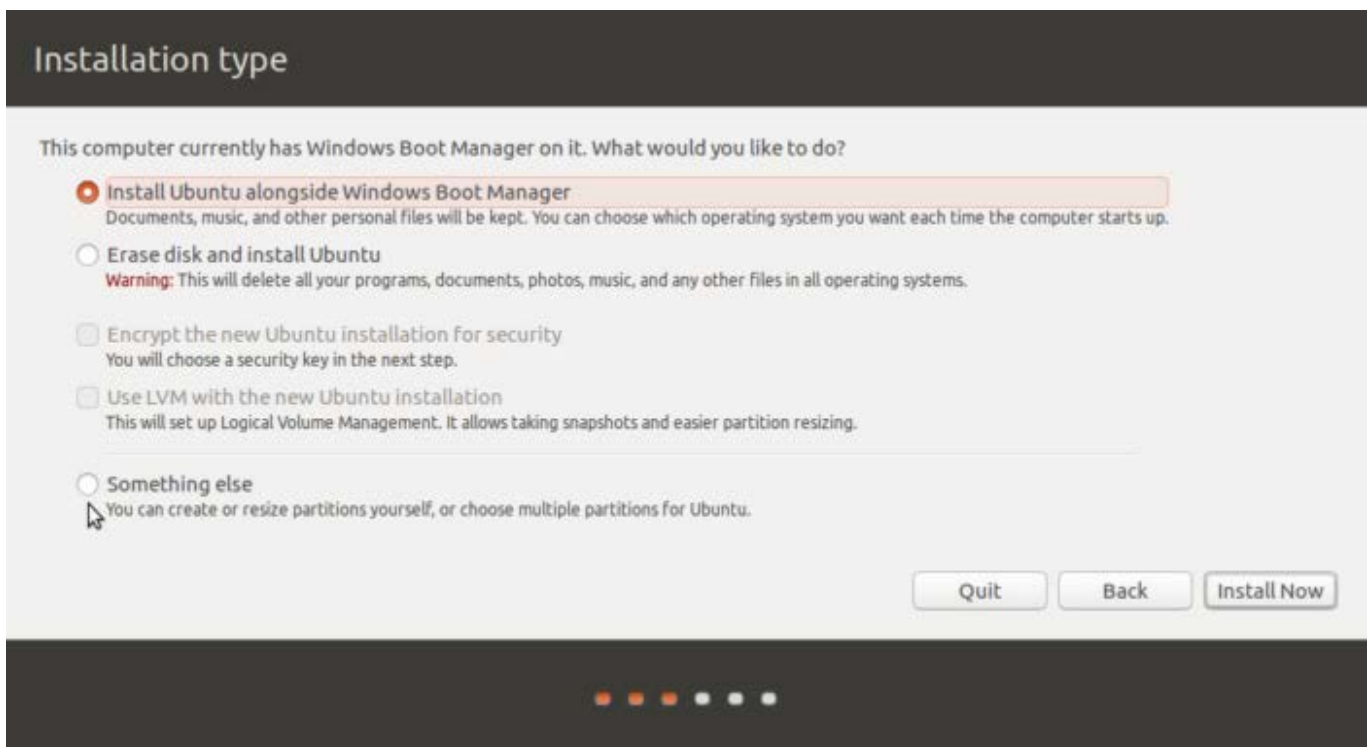 Installation type
This computer currently has Windows Boot Manager on it. What would you like to do?
Install Ubuntu alongside Windows Boot Manager
Documents, music, and other personal files will be kept. You can choose which operating system you want each time the computer starts up.
Erase disk and install Ubuntu
Warning: This will delete all your programs, documents, photos, music, and any other files in all operating systems.
Encrypt the new Ubuntu installation for security
You will choose a security key in the next step.
Use LVM with the new Ubuntu installation
This will set up Logical Volume Management. It allows taking snapshots and easier partition resizing.
Something else
You can create or resize partitions yourself, or choose multiple partitions for Ubuntu.
Quit Back Install Now